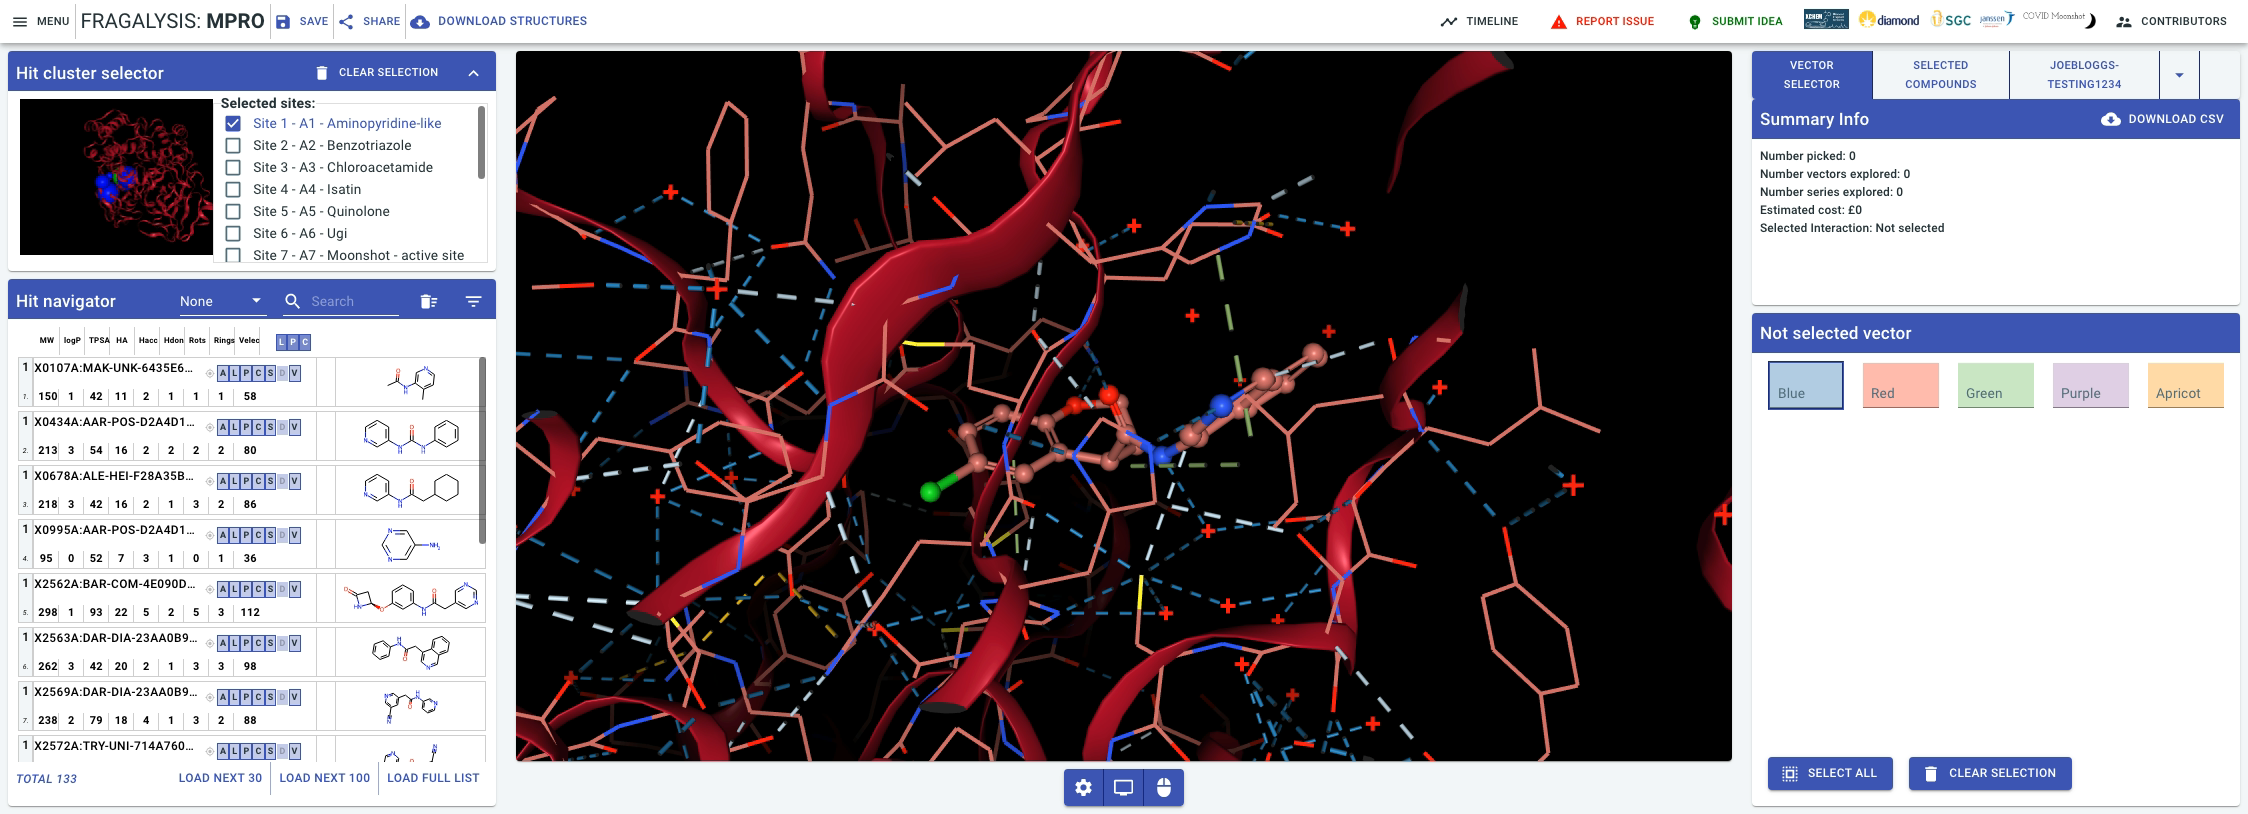 MENU
FRAGALYSIS: MPRO
SAVE
SHARE
DOWNLOAD STRUCTURES
TIMELINE
REPORT ISSUE
SUBMIT IDEA
XCHEM
diamond
SGC
janssen
COVID Moonshot
CONTRIBUTORS
Hit cluster selector
CLEAR SELECTION
Selected sites:
Site 1 - A1 - Aminopyridine-like
Site 2 - A2 - Benzotriazole
Site 3 - A3 - Chloroacetamide
Site 4 - A4 - Isatin
Site 5 - A5 - Quinolone
Site 6 - A6 - Ugi
Site 7 - A7 - Moonshot - active site
Hit navigator
None
Search
MW logP TPSA HA Hacc Hdon Rots Rings Velec L P C
1 X0107A:MAK-UNK-6435E6... A L P C S D V
1. 150 1 42 11 2 1 1 1 58
1 X0434A:AAR-POS-D2A4D1... A L P C S D V
2. 213 3 54 16 2 2 2 2 80
1 X0678A:ALE-HEI-F28A35B... A L P C S D V
3. 218 3 42 16 2 1 3 2 86
1 X0995A:AAR-POS-D2A4D1... A L P C S D V
4. 95 0 52 7 3 1 0 1 36
1 X2562A:BAR-COM-4E090D... A L P C S D V
5. 298 1 93 22 5 2 5 3 112
1 X2563A:DAR-DIA-23AA0B9... A L P C S D V
6. 262 3 42 20 2 1 3 3 98
1 X2569A:DAR-DIA-23AA0B9... A L P C S D V
7. 238 2 79 18 4 1 3 2 88
1 X2572A:TRY-UNI-714A760... A L P C S D V
TOTAL 133
LOAD NEXT 30
LOAD NEXT 100
LOAD FULL LIST
VECTOR SELECTOR
SELECTED COMPOUNDS
JOEBLOGGS-TESTING1234
Summary Info
DOWNLOAD CSV
Number picked: 0
Number vectors explored: 0
Number series explored: 0
Estimated cost: £0
Selected Interaction: Not selected
Not selected vector
Blue
Red
Green
Purple
Apricot
SELECT ALL
CLEAR SELECTION